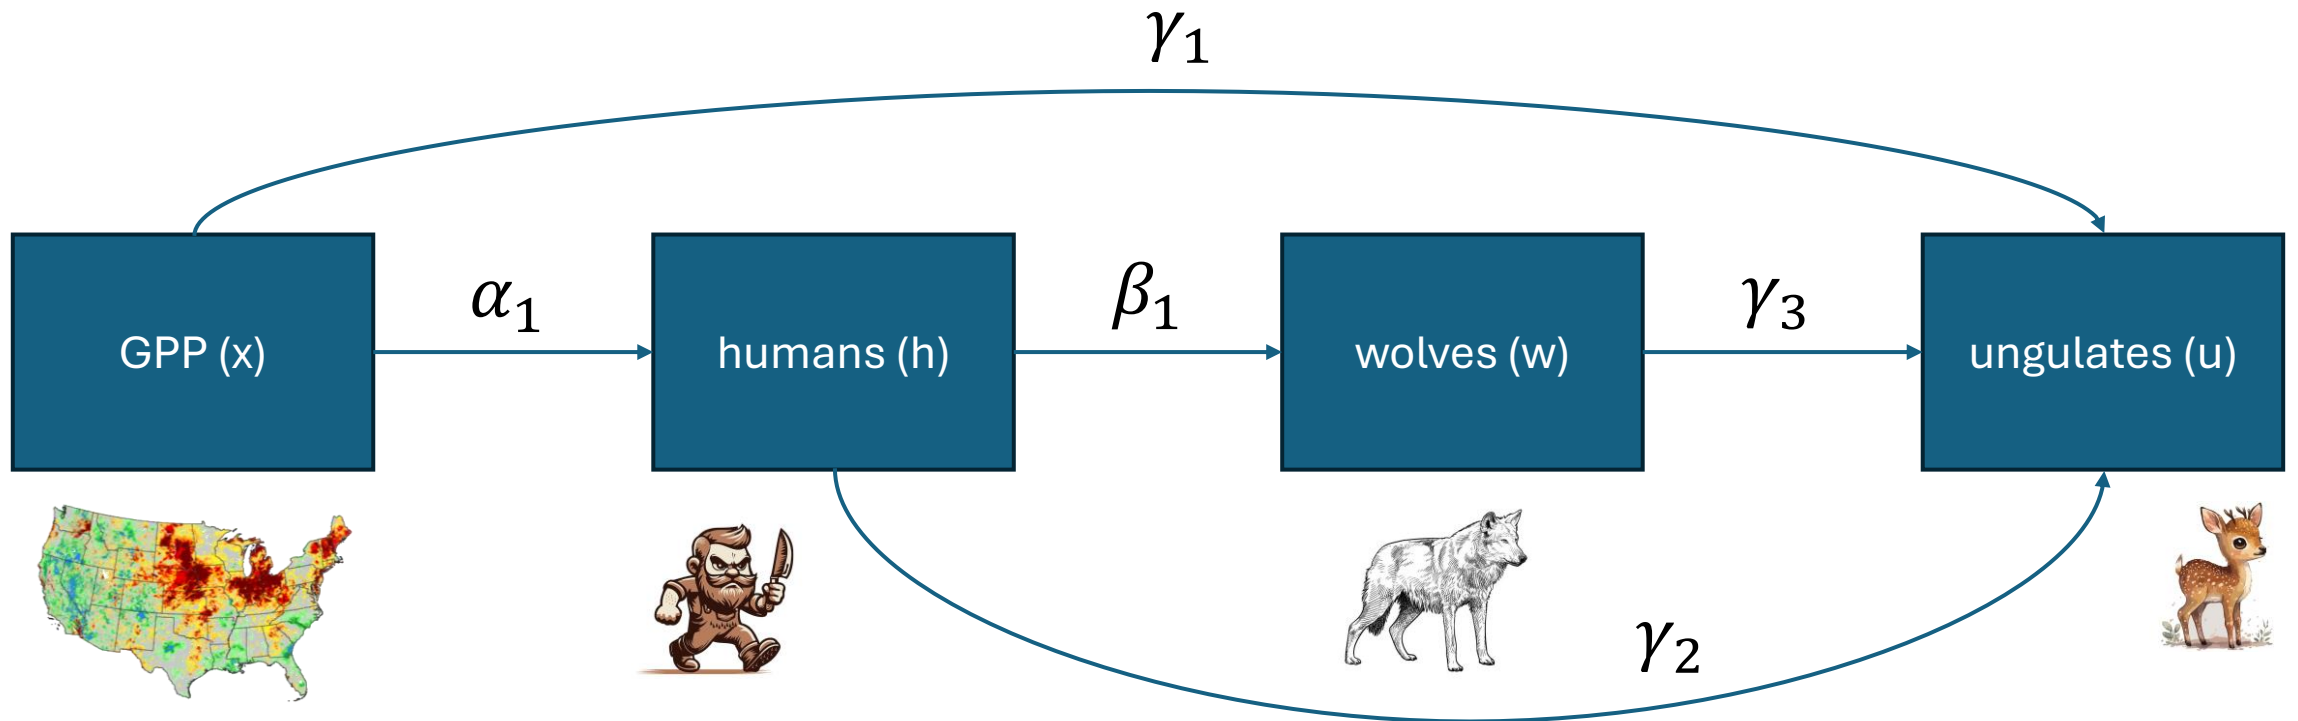 γ₁
α₁
β₁
γ₃
GPP (x)
humans (h)
wolves (w)
ungulates (u)
γ₂